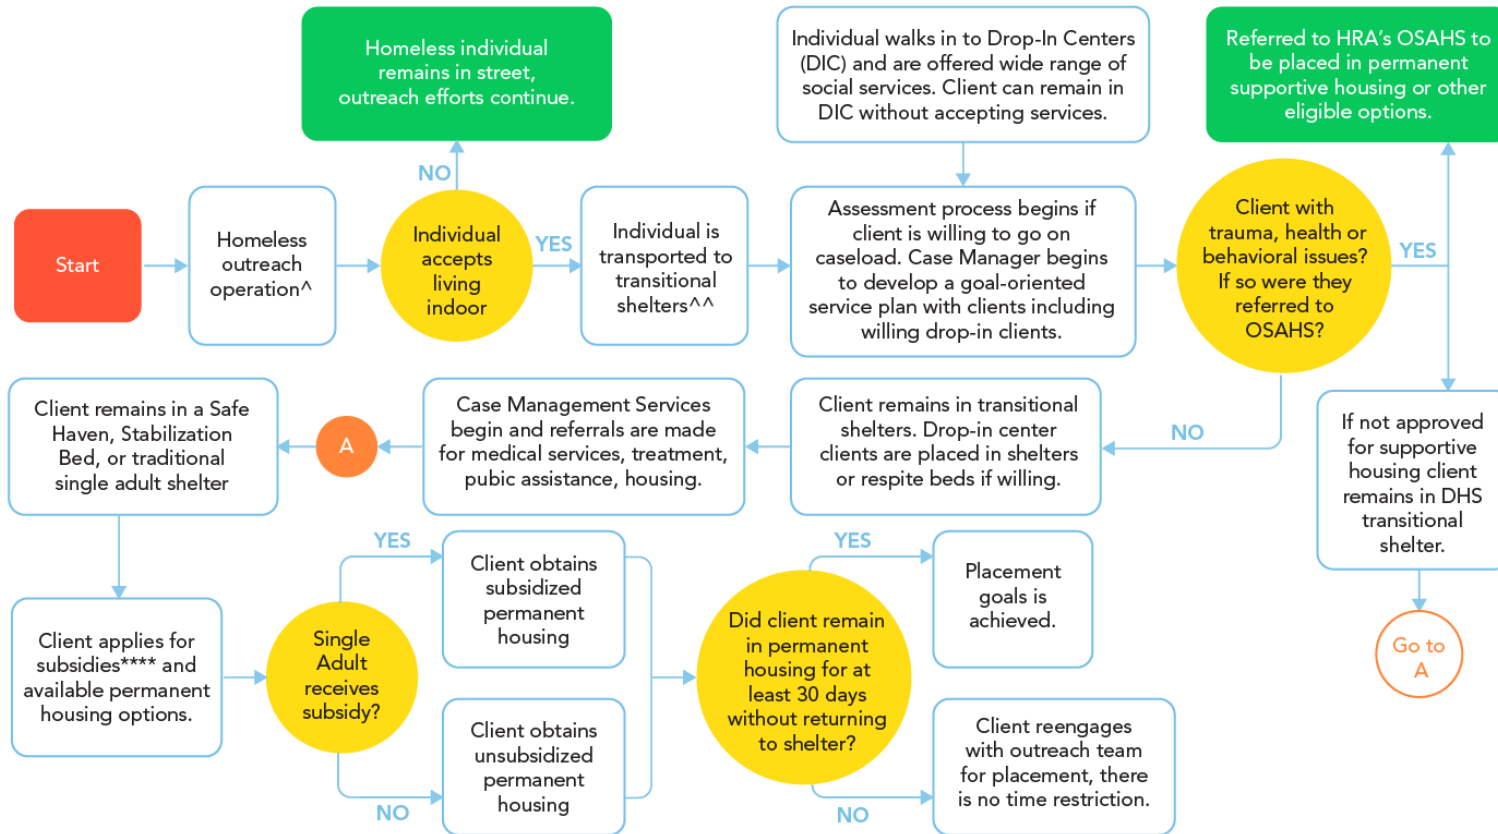 Homeless individual
remains in street,
outreach efforts continue.
Individual walks in to Drop-In Centers
(DIC) and are offered wide range of
social services. Client can remain in
DIC without accepting services.
Referred to HRA's OSAHS to
be placed in permanent
supportive housing or other
eligible options.
NO
Start
Homeless
outreach
operation^
Individual
accepts
living
indoor
YES
Individual is
transported to
transitional
shelters^^
Assessment process begins if
client is willing to go on
caseload. Case Manager begins
to develop a goal-oriented
service plan with clients including
willing drop-in clients.
Client with
trauma, health or
behavioral issues?
If so were they
referred to
OSAHS?
YES
Client remains in a Safe
Haven, Stabilization
Bed, or traditional
single adult shelter
A
Case Management Services
begin and referrals are made
for medical services, treatment,
pubic assistance, housing.
Client remains in transitional
shelters. Drop-in center
clients are placed in shelters
or respite beds if willing.
NO
If not approved
for supportive
housing client
remains in DHS
transitional
shelter.
Go to
A
Client applies for
subsidies**** and
available permanent
housing options.
Single
Adult
receives
subsidy?
YES
Client obtains
subsidized
permanent
housing
NO
Client obtains
unsubsidized
permanent
housing
Did client remain
in permanent
housing for at
least 30 days
without returning
to shelter?
YES
Placement
goals is
achieved.
NO
Client reengages
with outreach team
for placement, there
is no time restriction.